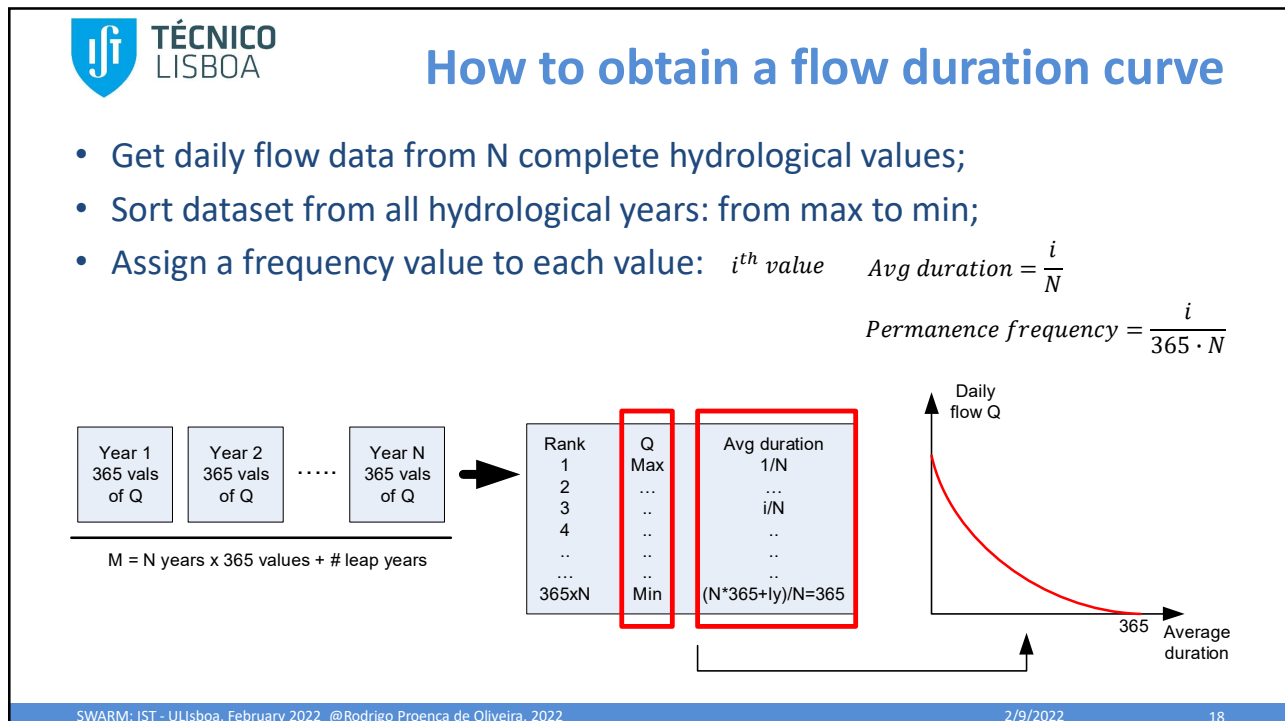 TÉCNICO
LISBOA
How to obtain a flow duration curve
• Get daily flow data from N complete hydrological values;
• Sort dataset from all hydrological years: from max to min;
• Assign a frequency value to each value: i^th value Avg duration = i/N
Permanence frequency = i/(365 · N)
Year 1
365 vals
of Q
Year 2
365 vals
of Q
.....
Year N
365 vals
of Q
M = N years x 365 values + # leap years
Rank Q Avg duration
1 Max 1/N
2 ... ...
3 .. i/N
4 .. ..
.. .. ..
... .. ..
365xN Min (N*365+ly)/N=365
Daily
flow Q
365
Average
duration
SWARM: IST - ULIsboa, February 2022 @Rodrigo Proença de Oliveira, 2022 2/9/2022 18